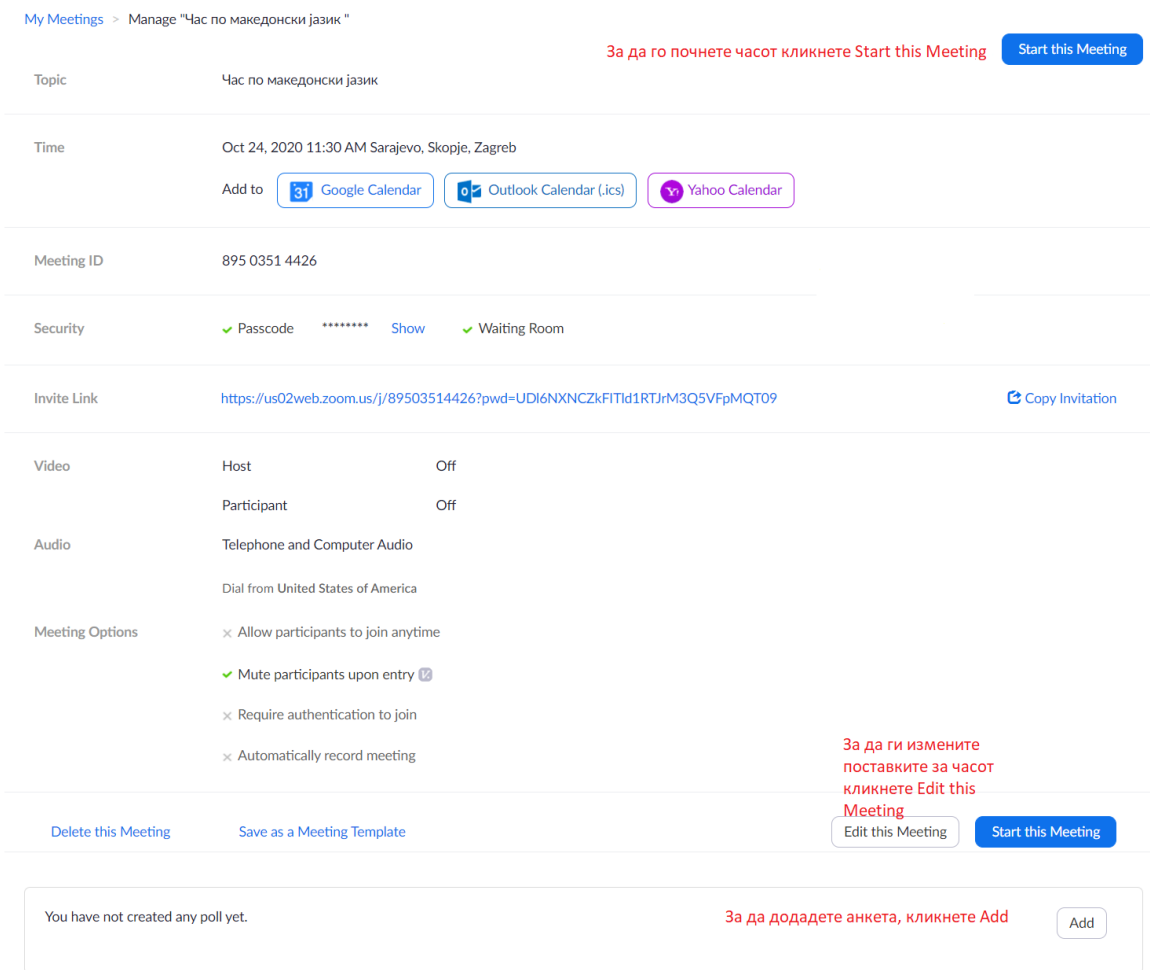 My Meetings > Manage "Час по македонски јазик "
За да го почнете часот кликнете Start this Meeting
Start this Meeting
Topic Час по македонски јазик
Time Oct 24, 2020 11:30 AM Sarajevo, Skopje, Zagreb
Add to 31 Google Calendar Outlook Calendar (.ics) Yahoo Calendar
Meeting ID 895 0351 4426
Security Passcode ******** Show Waiting Room
Invite Link https://us02web.zoom.us/j/89503514426?pwd=UDl6NXNCZkFITld1RTJrM3Q5VFpMQT09 Copy Invitation
Video Host Off
Participant Off
Audio Telephone and Computer Audio
Dial from United States of America
Meeting Options × Allow participants to join anytime
Mute participants upon entry
× Require authentication to join
× Automatically record meeting
За да ги измените
поставките за часот
кликнете Edit this
Meeting
Delete this Meeting Save as a Meeting Template Edit this Meeting Start this Meeting
You have not created any poll yet. За да додадете анкета, кликнете Add Add